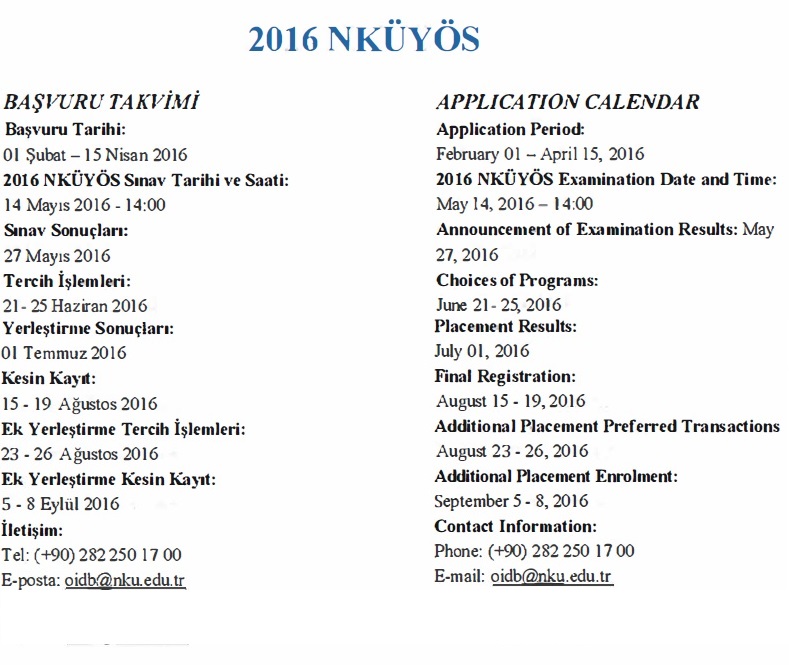 2016 NKÜYÖS
BAŞVURU TAKVİMİ
Başvuru Tarihi:
01 Şubat – 15 Nisan 2016
2016 NKÜYÖS Sınav Tarihi ve Saati:
14 Mayıs 2016 - 14:00
Sınav Sonuçları:
27 Mayıs 2016
Tercih İşlemleri:
21- 25 Haziran 2016
Yerleştirme Sonuçları:
01 Temmuz 2016
Kesin Kayıt:
15 - 19 Ağustos 2016
Ek Yerleştirme Tercih İşlemleri:
23 - 26 Ağustos 2016
Ek Yerleştirme Kesin Kayıt:
5 - 8 Eylül 2016
İletişim:
Tel: (+90) 282 250 17 00
E-posta: oidb@nku.edu.tr
APPLICATION CALENDAR
Application Period:
February 01 – April 15, 2016
2016 NKÜYÖS Examination Date and Time:
May 14, 2016 – 14:00
Announcement of Examination Results: May
27, 2016
Choices of Programs:
June 21- 25, 2016
Placement Results:
July 01, 2016
Final Registration:
August 15 - 19, 2016
Additional Placement Preferred Transactions
August 23 - 26, 2016
Additional Placement Enrolment:
September 5 - 8, 2016
Contact Information:
Phone: (+90) 282 250 17 00
E-mail: oidb@nku.edu.tr